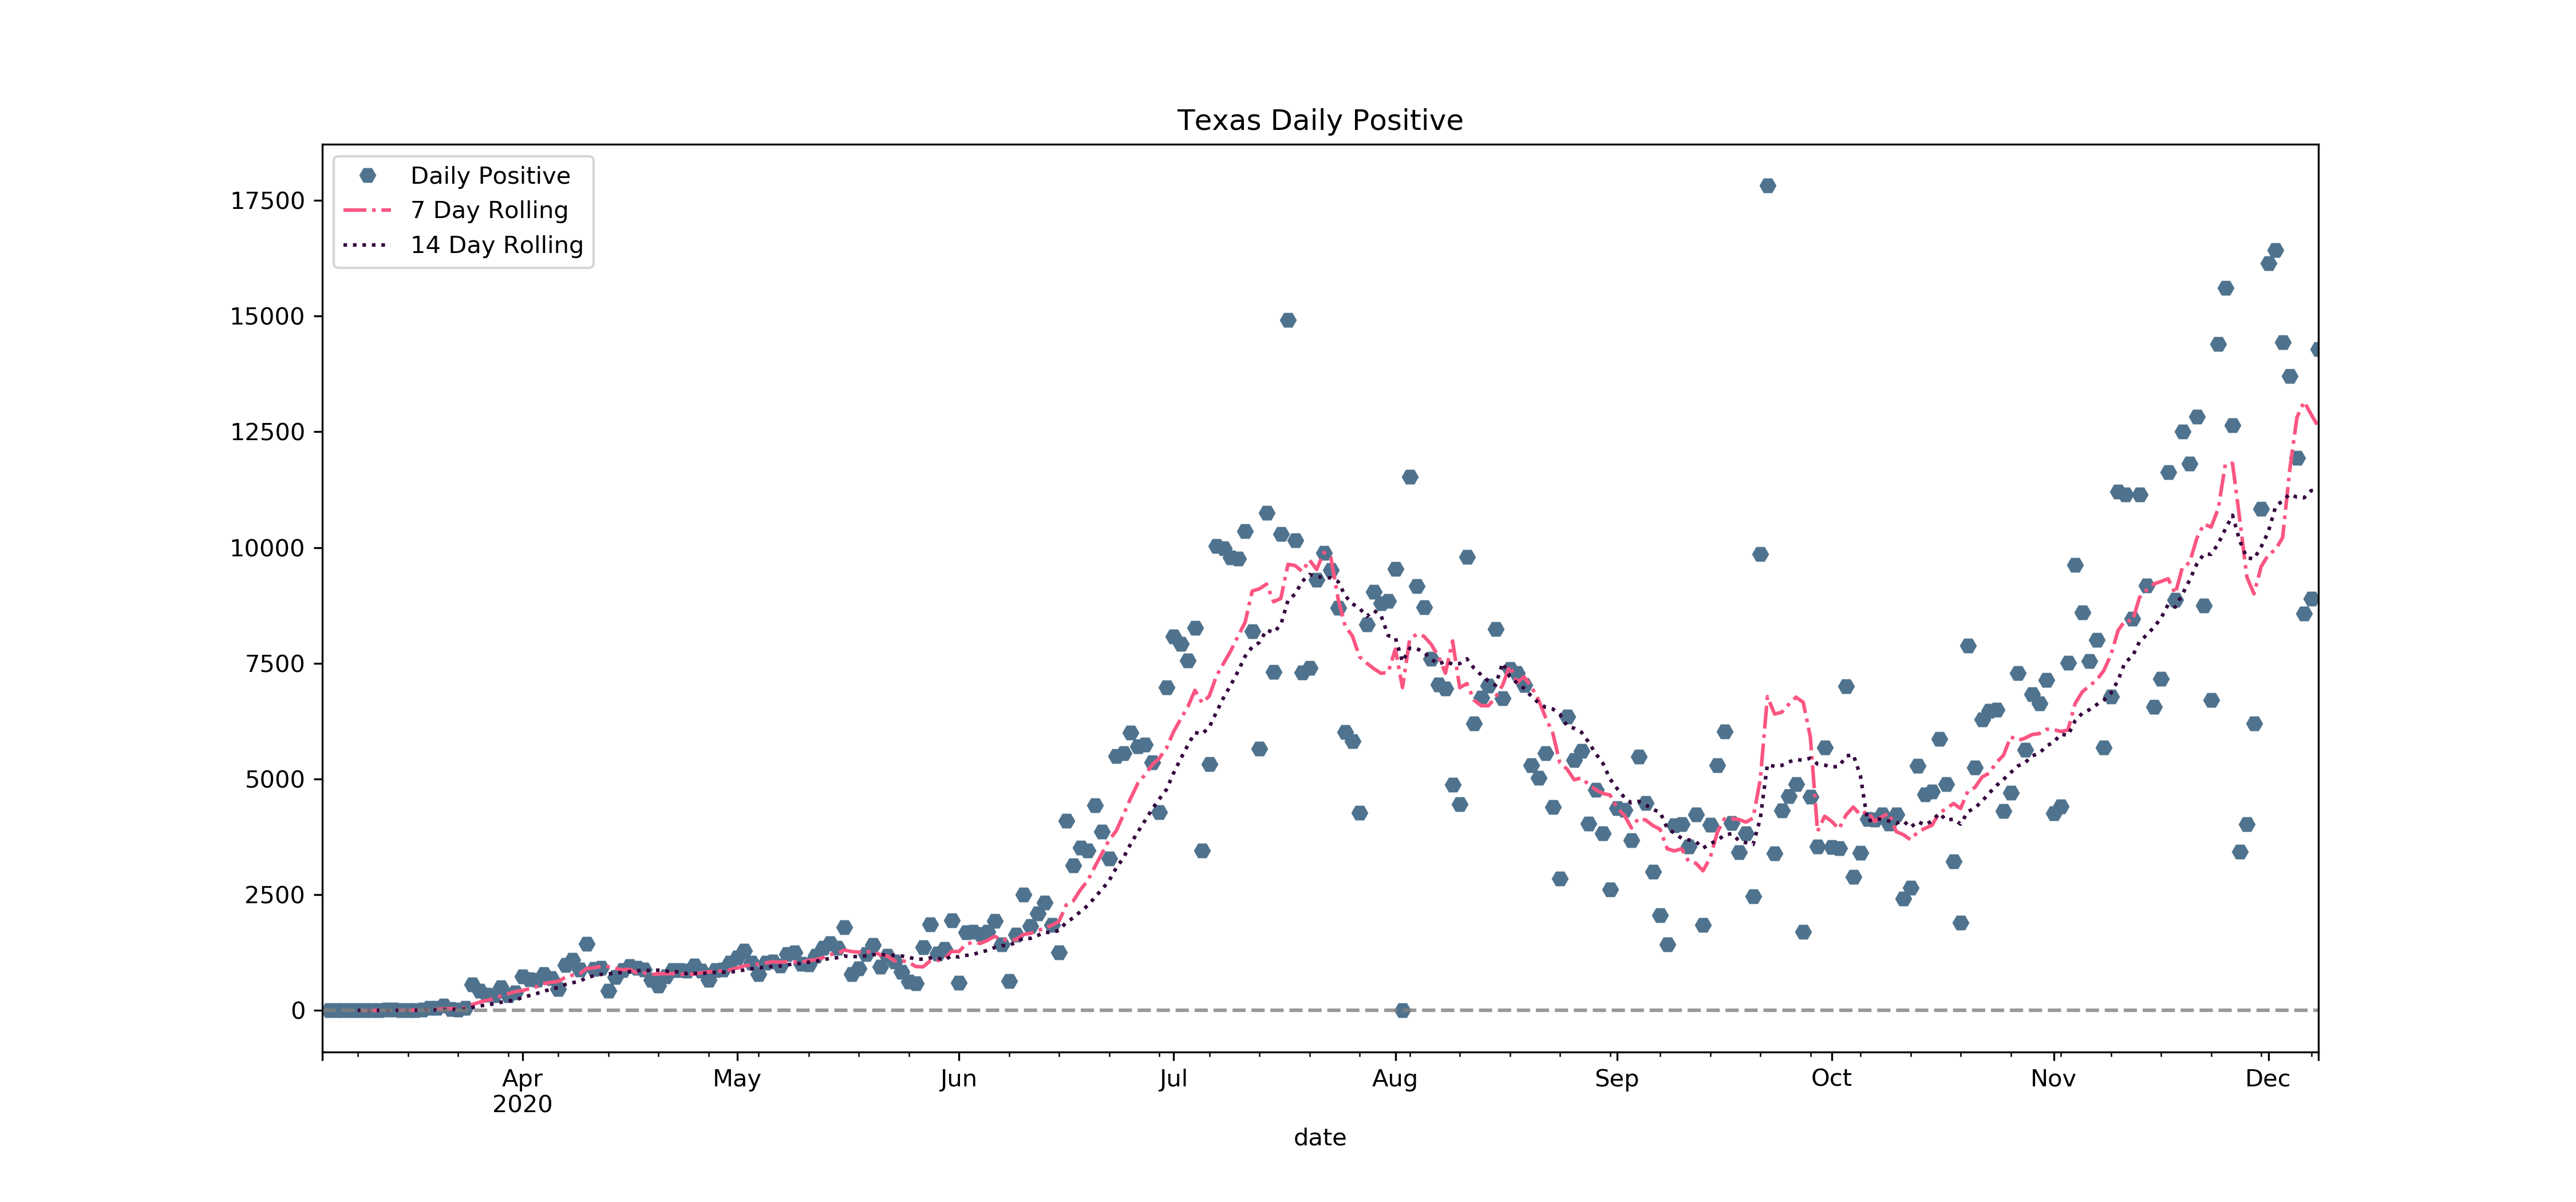 Texas Daily Positive
Daily Positive
7 Day Rolling
14 Day Rolling
17500
15000
12500
10000
7500
5000
2500
0
Apr May Jun Jul Aug Sep Oct Nov Dec
2020
date